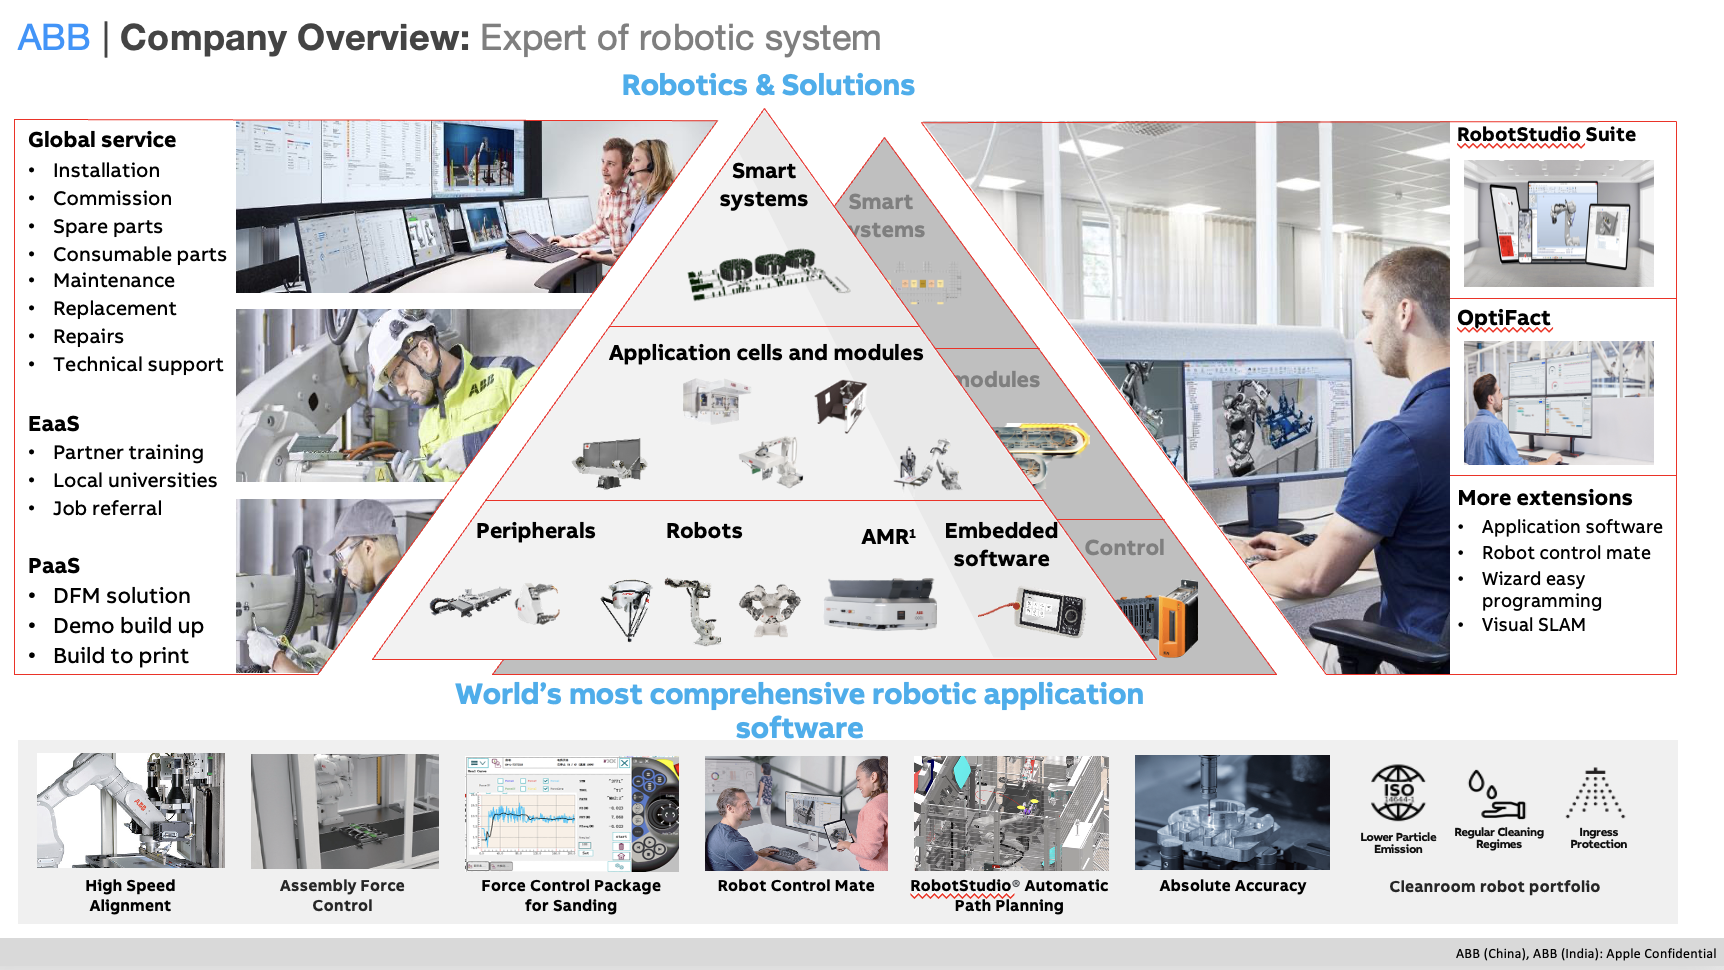 ABB | Company Overview: Expert of robotic system
Robotics & Solutions
Global service
• Installation
• Commission
• Spare parts
• Consumable parts
• Maintenance
• Replacement
• Repairs
• Technical support
EaaS
• Partner training
• Local universities
• Job referral
PaaS
• DFM solution
• Demo build up
• Build to print
ABB
Smart
systems
Smart
ystems
Application cells and modules
modules
Peripherals
Robots
AMR¹
Embedded
software
Control
RobotStudio Suite
OptiFact
More extensions
• Application software
• Robot control mate
• Wizard easy
programming
• Visual SLAM
World's most comprehensive robotic application
software
ABB
High Speed
Alignment
Assembly Force
Control
Force Control Package
for Sanding
Robot Control Mate
RobotStudio® Automatic
Path Planning
Absolute Accuracy
ISO
14644-1
Lower Particle
Emission
Regular Cleaning
Regimes
Ingress
Protection
Cleanroom robot portfolio
ABB (China), ABB (India): Apple Confidential